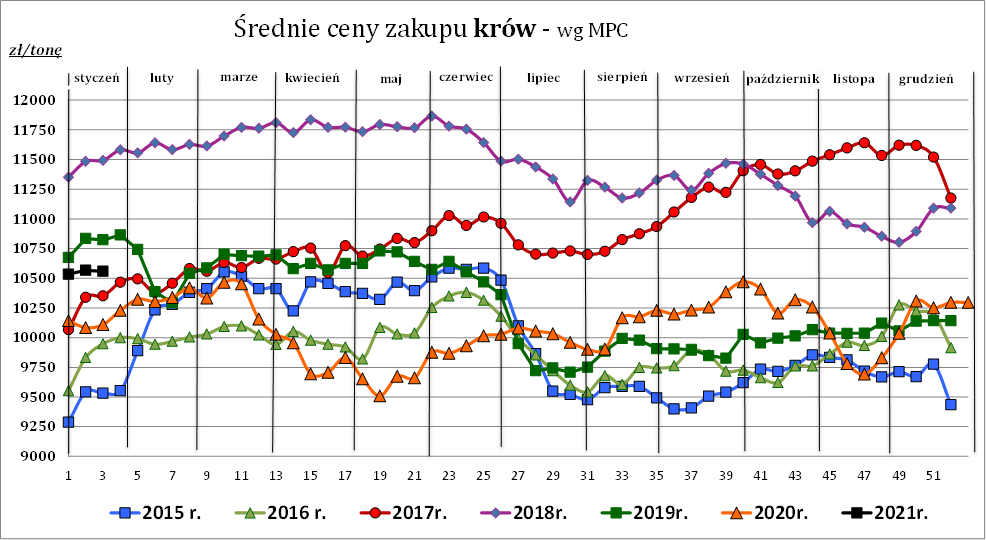 Średnie ceny zakupu krów - wg MPC
zł/tonę
styczeń luty marze kwiecień maj czerwiec lipiec sierpień wrzesień październik listopa grudzień
12000
11750
11500
11250
11000
10750
10500
10250
10000
9750
9500
9250
9000
1 3 5 7 9 11 13 15 17 19 21 23 25 27 29 31 33 35 37 39 41 43 45 47 49 51
2015 r. 2016 r. 2017r. 2018r. 2019r. 2020r. 2021r.